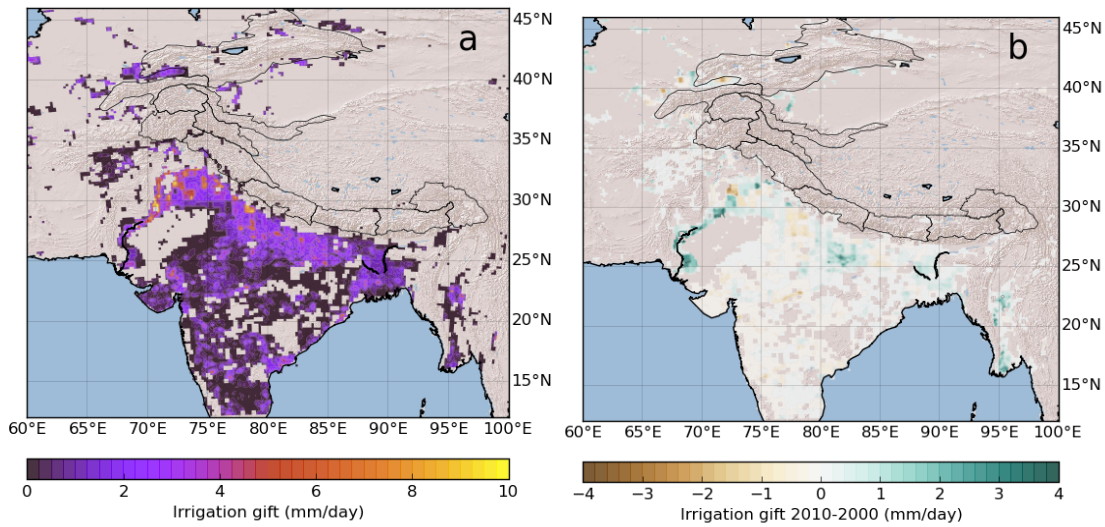 a
b
45°N
40°N
35°N
30°N
25°N
20°N
15°N
60°E 65°E 70°E 75°E 80°E 85°E 90°E 95°E 100°E
45°N
40°N
35°N
30°N
25°N
20°N
15°N
60°E 65°E 70°E 75°E 80°E 85°E 90°E 95°E 100°E
0 2 4 6 8 10
Irrigation gift (mm/day)
−4 −3 −2 −1 0 1 2 3 4
Irrigation gift 2010-2000 (mm/day)